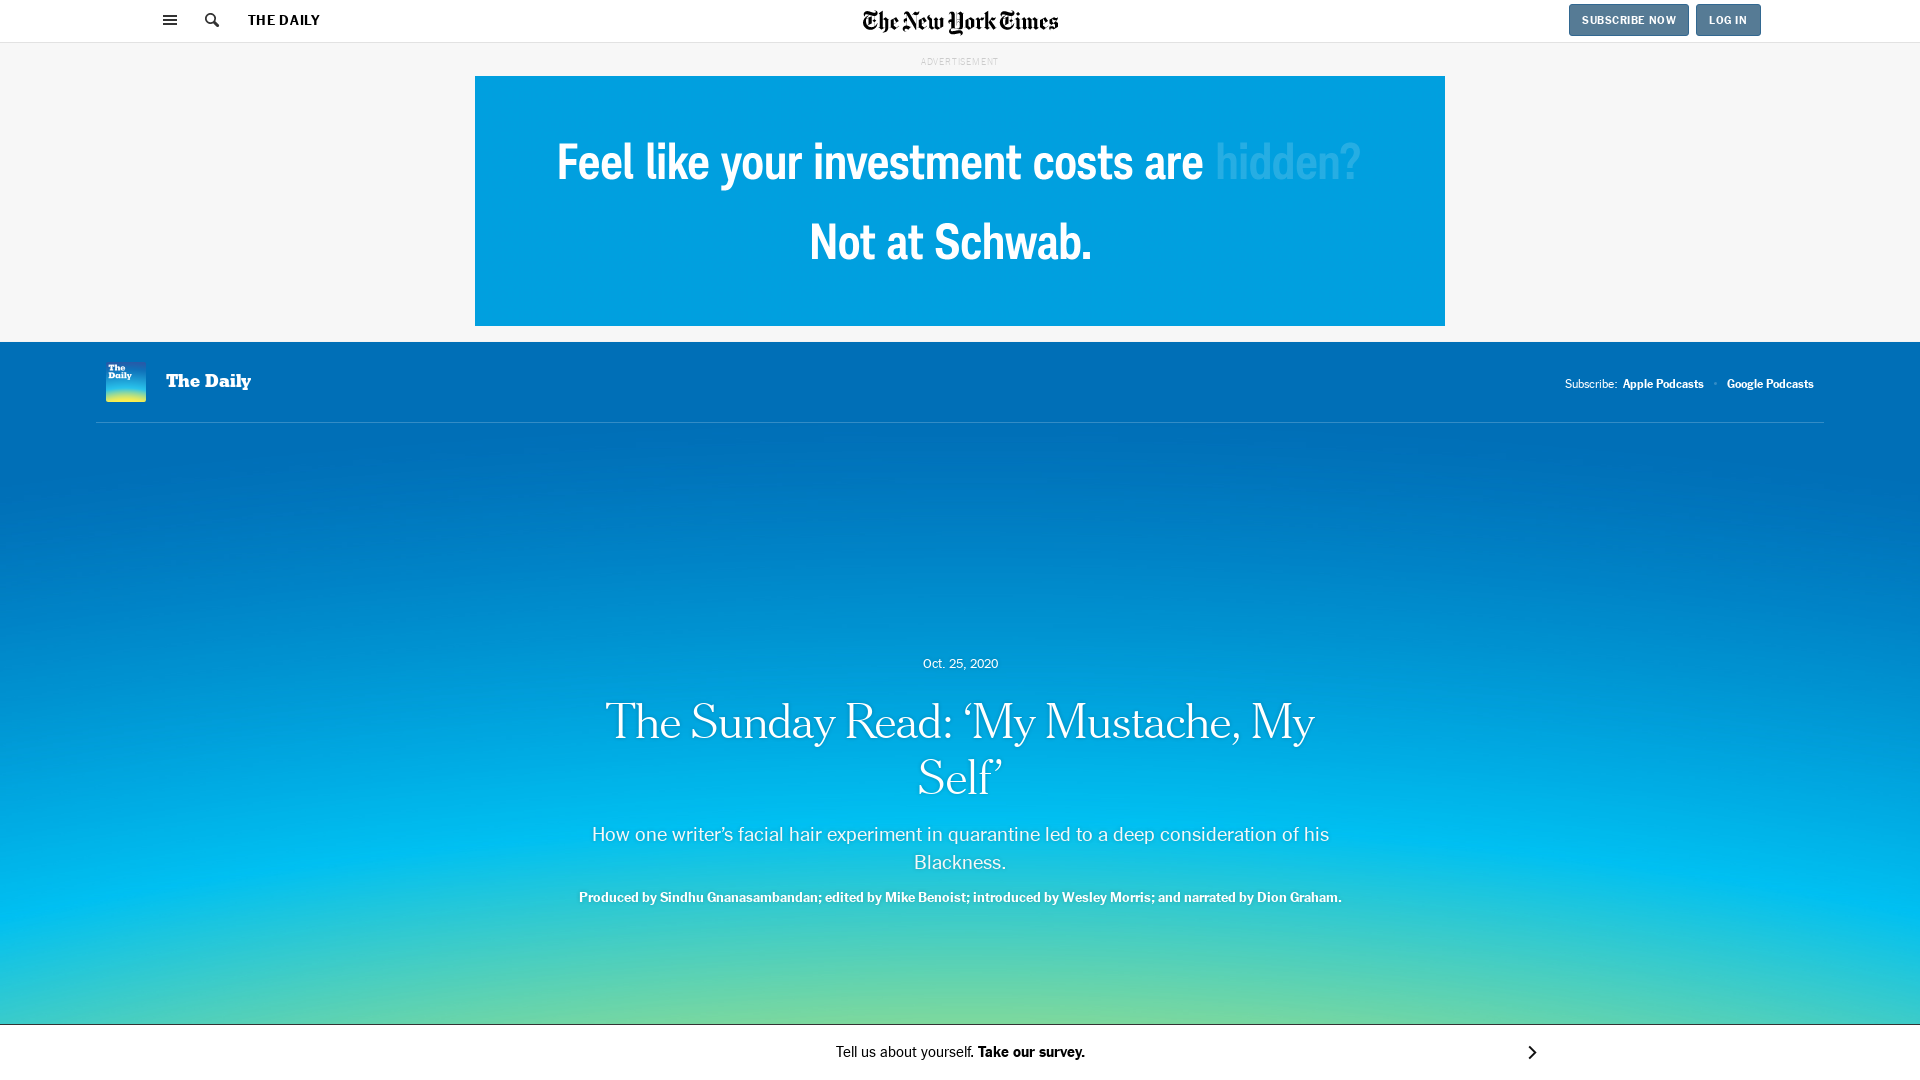 THE DAILY
The New York Times
SUBSCRIBE NOW
LOG IN
ADVERTISEMENT
Feel like your investment costs are hidden?
Not at Schwab.
The
Daily
The Daily
Subscribe: Apple Podcasts • Google Podcasts
Oct. 25, 2020
The Sunday Read: ‘My Mustache, My
Self’
How one writer’s facial hair experiment in quarantine led to a deep consideration of his
Blackness.
Produced by Sindhu Gnanasambandan; edited by Mike Benoist; introduced by Wesley Morris; and narrated by Dion Graham.
Tell us about yourself. Take our survey.